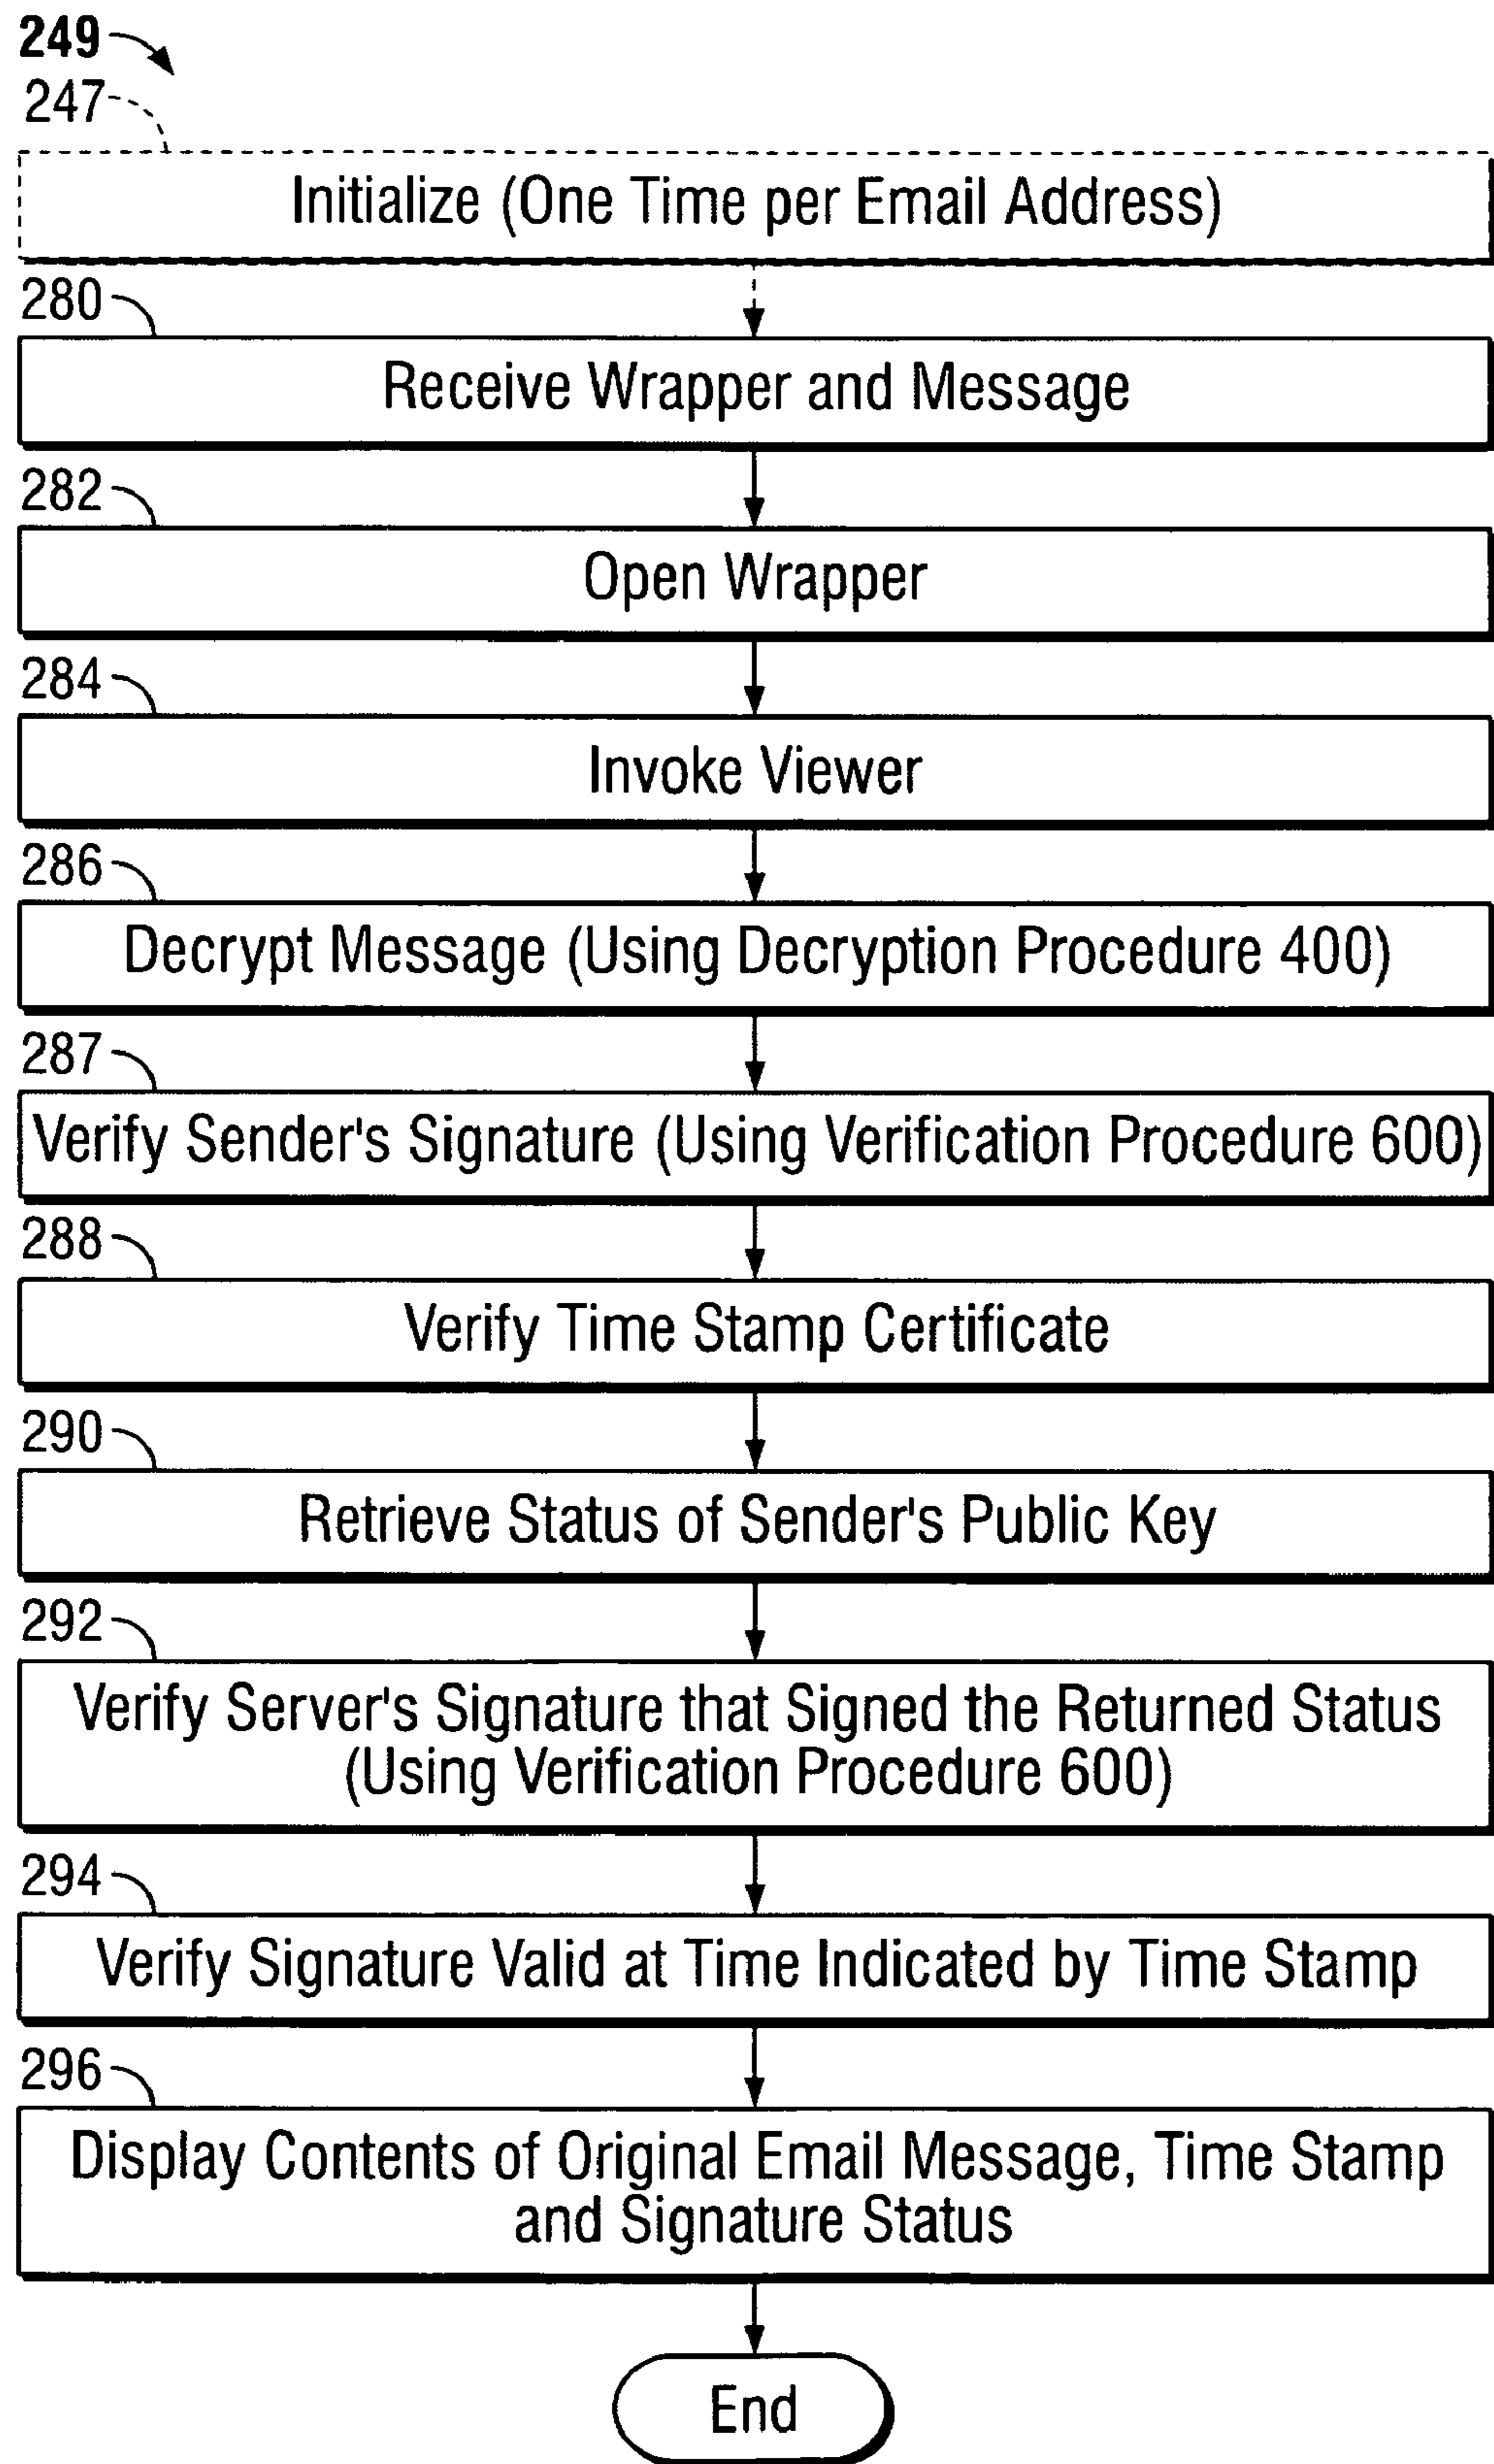 249
247
Initialize (One Time per Email Address)
280
Receive Wrapper and Message
282
Open Wrapper
284
Invoke Viewer
286
Decrypt Message (Using Decryption Procedure 400)
287
Verify Sender's Signature (Using Verification Procedure 600)
288
Verify Time Stamp Certificate
290
Retrieve Status of Sender's Public Key
292
Verify Server's Signature that Signed the Returned Status
(Using Verification Procedure 600)
294
Verify Signature Valid at Time Indicated by Time Stamp
296
Display Contents of Original Email Message, Time Stamp
and Signature Status
End